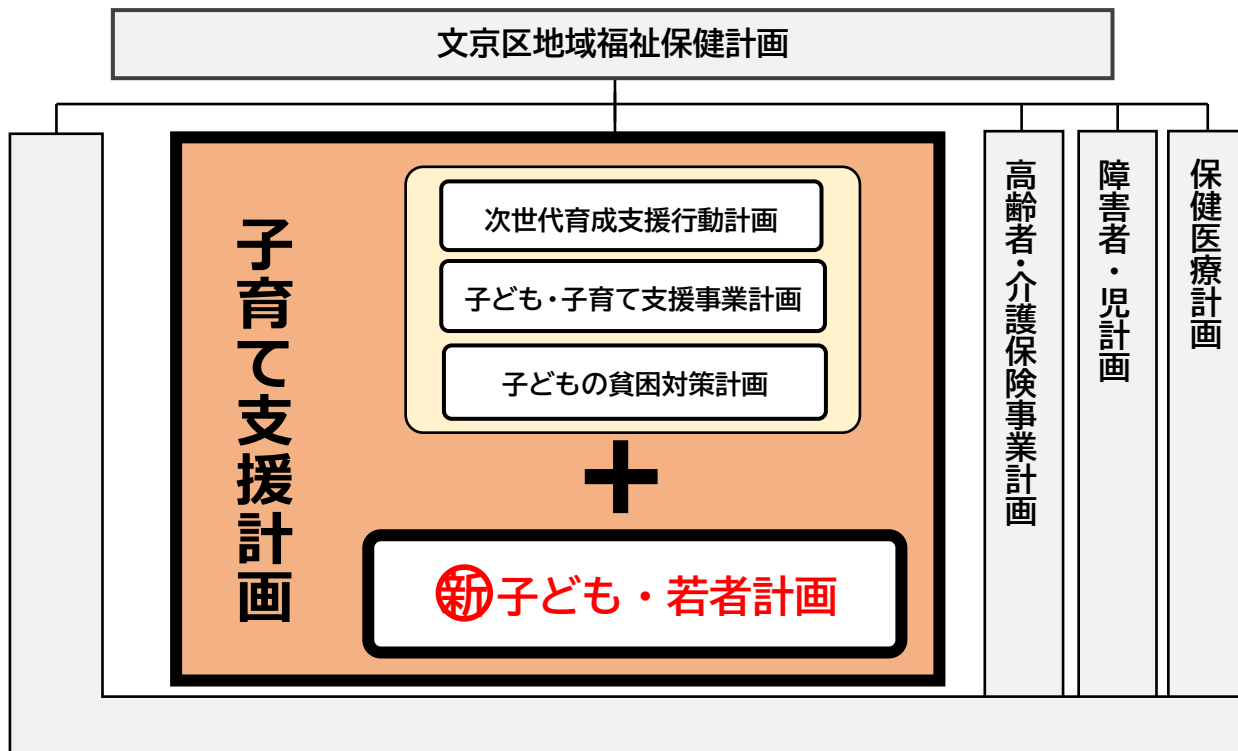 文京区地域福祉保健計画
子育て支援計画
次世代育成支援行動計画
子ども・子育て支援事業計画
子どもの貧困対策計画
+
㊟新子ども・若者計画
高齢者・介護保険事業計画
障害者・児計画
保健医療計画